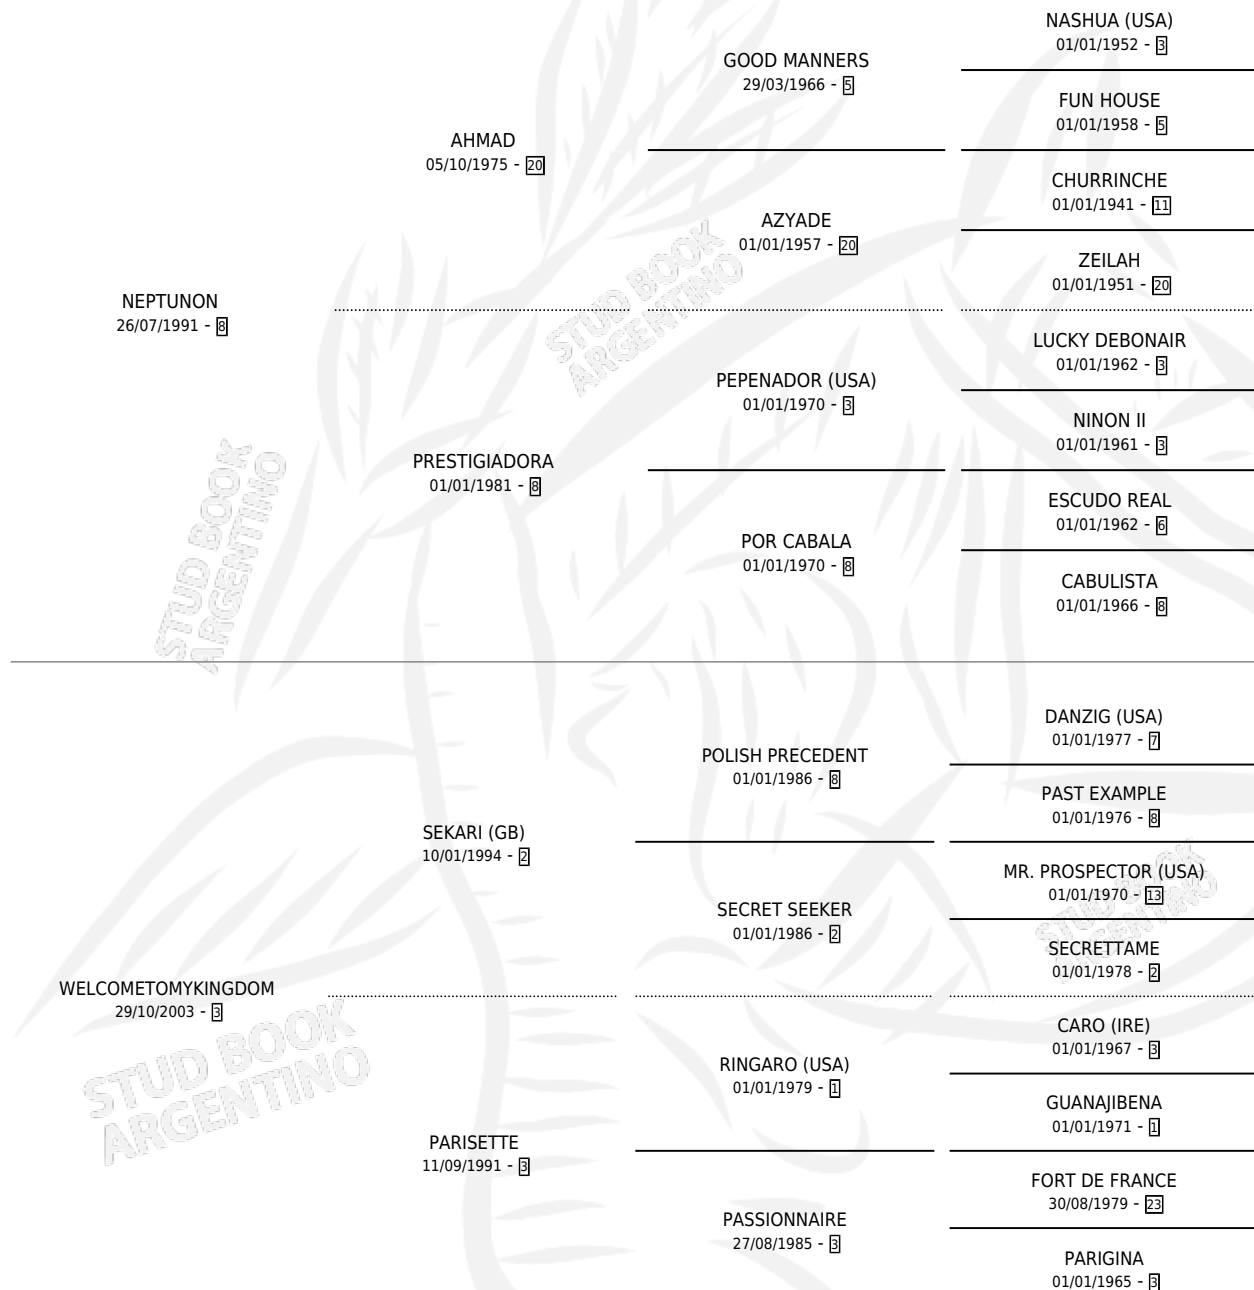 NASHUA (USA)
01/01/1952 - 3
GOOD MANNERS
29/03/1966 - 5
FUN HOUSE
01/01/1958 - 5
AHMAD
05/10/1975 - 20
CHURRINCHE
01/01/1941 - 11
AZYADE
01/01/1957 - 20
ZEILAH
01/01/1951 - 20
STUD BOOK
ARGENTINO
NEPTUNON
26/07/1991 - 8
LUCKY DEBONAIR
01/01/1962 - 3
PEPENADOR (USA)
01/01/1970 - 3
NINON II
01/01/1961 - 3
PRESTIGIADORA
01/01/1981 - 8
ESCUDO REAL
01/01/1962 - 6
POR CABALA
01/01/1970 - 8
CABULISTA
01/01/1966 - 8
STUD BOOK
ARGENTINO
DANZIG (USA)
01/01/1977 - 7
POLISH PRECEDENT
01/01/1986 - 8
PAST EXAMPLE
01/01/1976 - 8
SEKARI (GB)
10/01/1994 - 2
MR. PROSPECTOR (USA)
01/01/1970 - 13
STUD BOOK
ARGENTINO
SECRET SEEKER
01/01/1986 - 2
SECRETTAME
01/01/1978 - 2
WELCOMETOMYKINGDOM
29/10/2003 - 3
STUD BOOK
ARGENTINO
CARO (IRE)
01/01/1967 - 3
RINGARO (USA)
01/01/1979 - 1
GUANAJIBENA
01/01/1971 - 1
PARISETTE
11/09/1991 - 3
FORT DE FRANCE
30/08/1979 - 23
PASSIONNAIRE
27/08/1985 - 3
PARIGINA
01/01/1965 - 3